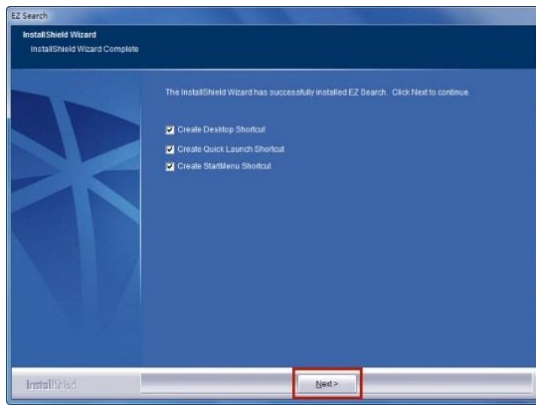 EZ Search
InstallShield Wizard
InstallShield Wizard Complete
The InstallShield Wizard has successfully installed EZ Search. Click Next to continue.
Create Desktop Shortcut
Create Quick Launch Shortcut
Create StartMenu Shortcut
InstallShield
Next >